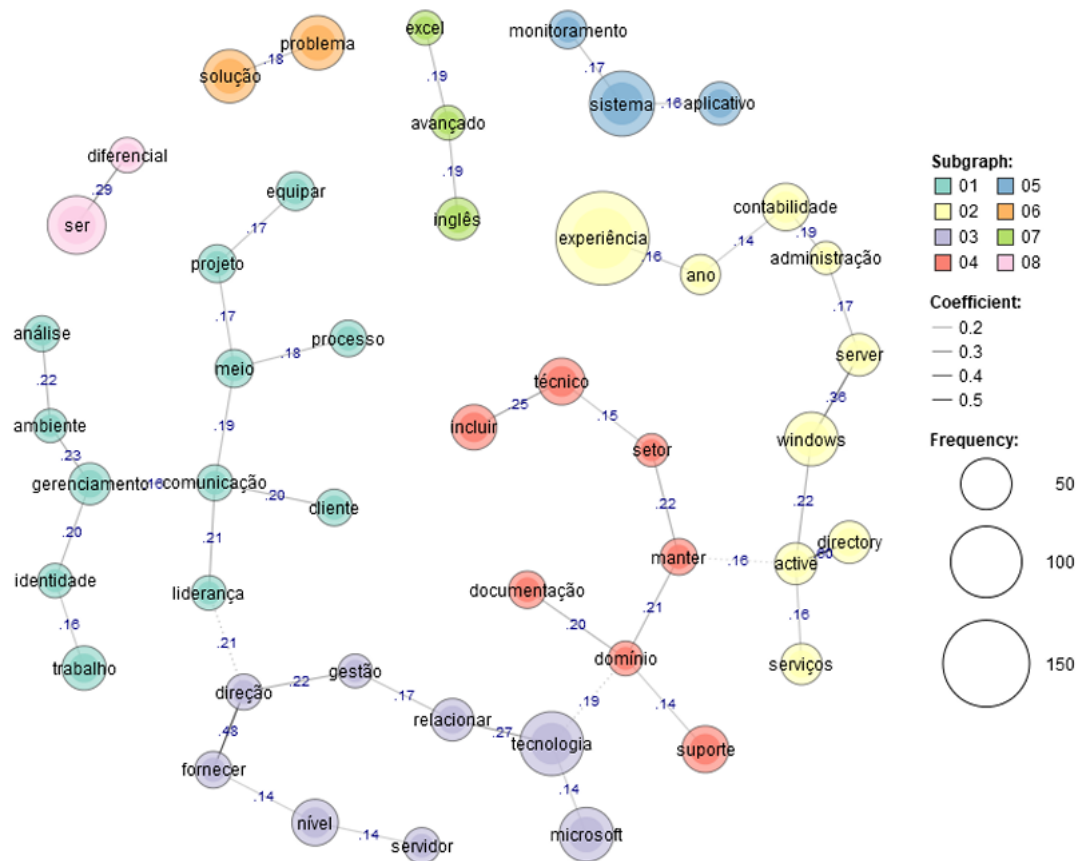 excel
monitoramento
problema
.18
solução
.19
.17
sistema
.16
aplicativo
avançado
diferencial
.29
ser
.19
inglês
equipar
.17
projeto
contabilidade
experiência
.14
.19
.16
ano
administração
.17
.17
análise
processo
.18
meio
server
.22
técnico
.36
.25
.15
ambiente
.19
incluir
setor
windows
.23
gerenciamento
.16
comunicação
.20
cliente
.22
.22
directory
.60
active
manter
.16
.20
.21
identidade
liderança
documentação
.21
.16
.20
.16
.21
domínio
serviços
trabalho
gestão
direção
.22
.17
.19
.14
relacionar
.27
tecnologia
suporte
.48
fornecer
.14
.14
nível
.14
servidor
microsoft
Subgraph:
01 05
02 06
03 07
04 08
Coefficient:
0.2
0.3
0.4
0.5
Frequency:
50
100
150